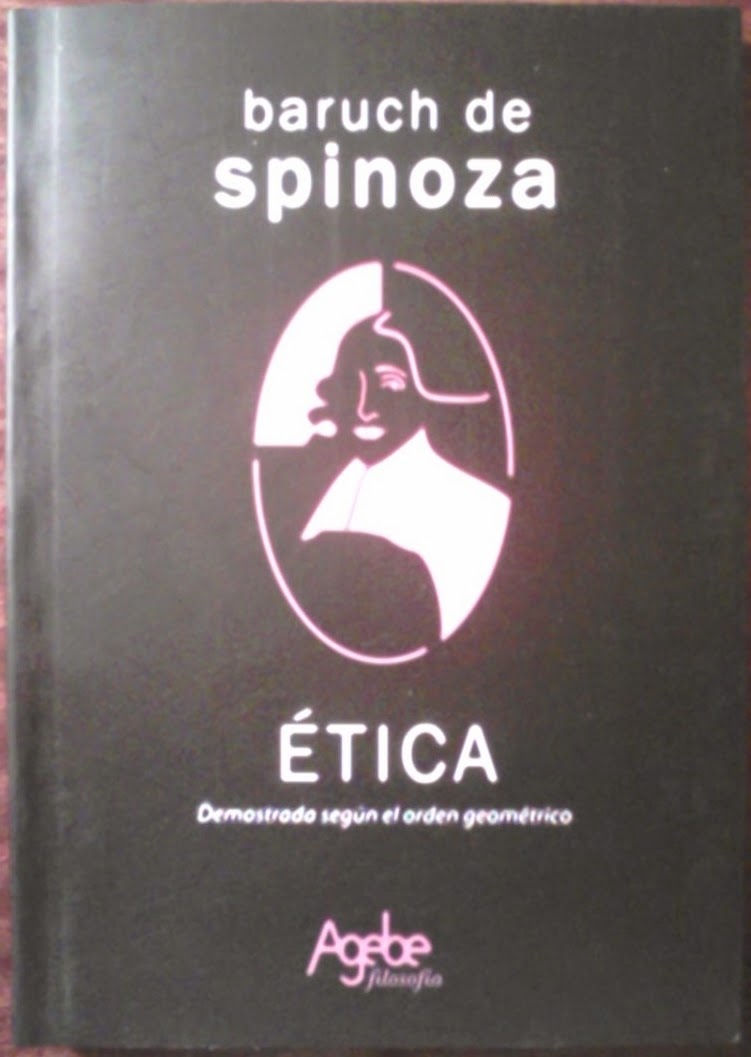 baruch de
spinoza
ÉTICA
Demostrada según el orden geométrico
Agebe
filosofía